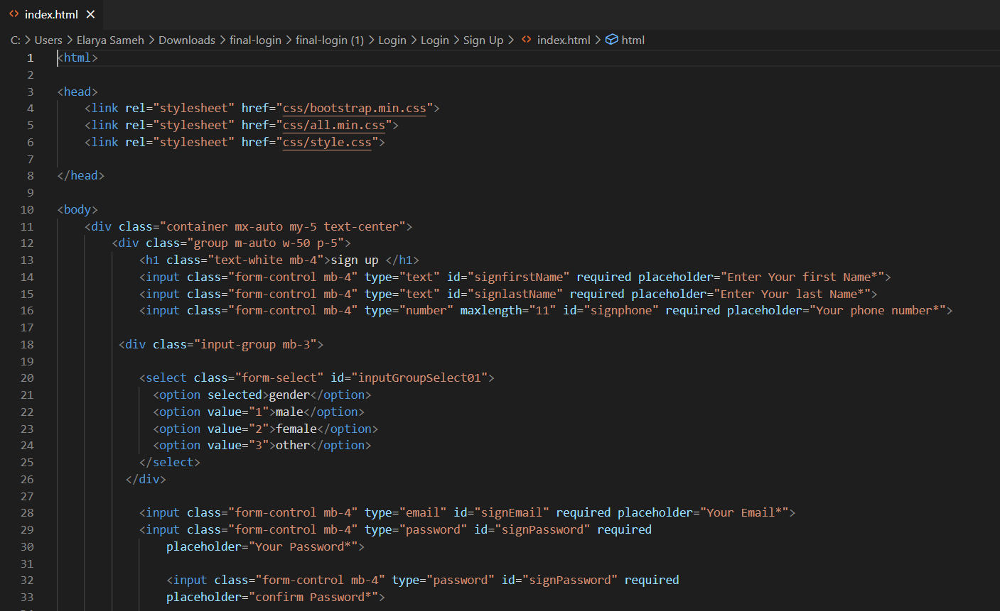 index.html
C: > Users > Elarya Sameh > Downloads > final-login > final-login (1) > Login > Login > Sign Up > index.html > html
1 <html>
2
3 <head>
4 <link rel="stylesheet" href="css/bootstrap.min.css">
5 <link rel="stylesheet" href="css/all.min.css">
6 <link rel="stylesheet" href="css/style.css">
7
8 </head>
9
10 <body>
11 <div class="container mx-auto my-5 text-center">
12 <div class="group m-auto w-50 p-5">
13 <h1 class="text-white mb-4">sign up </h1>
14 <input class="form-control mb-4" type="text" id="signfirstName" required placeholder="Enter Your first Name*">
15 <input class="form-control mb-4" type="text" id="signlastName" required placeholder="Enter Your last Name*">
16 <input class="form-control mb-4" type="number" maxlength="11" id="signphone" required placeholder="Your phone number*">
17
18 <div class="input-group mb-3">
19
20 <select class="form-select" id="inputGroupSelect01">
21 <option selected>gender</option>
22 <option value="1">male</option>
23 <option value="2">female</option>
24 <option value="3">other</option>
25 </select>
26 </div>
27
28 <input class="form-control mb-4" type="email" id="signEmail" required placeholder="Your Email*">
29 <input class="form-control mb-4" type="password" id="signPassword" required
30 placeholder="Your Password*">
31
32 <input class="form-control mb-4" type="password" id="signPassword" required
33 placeholder="confirm Password*">